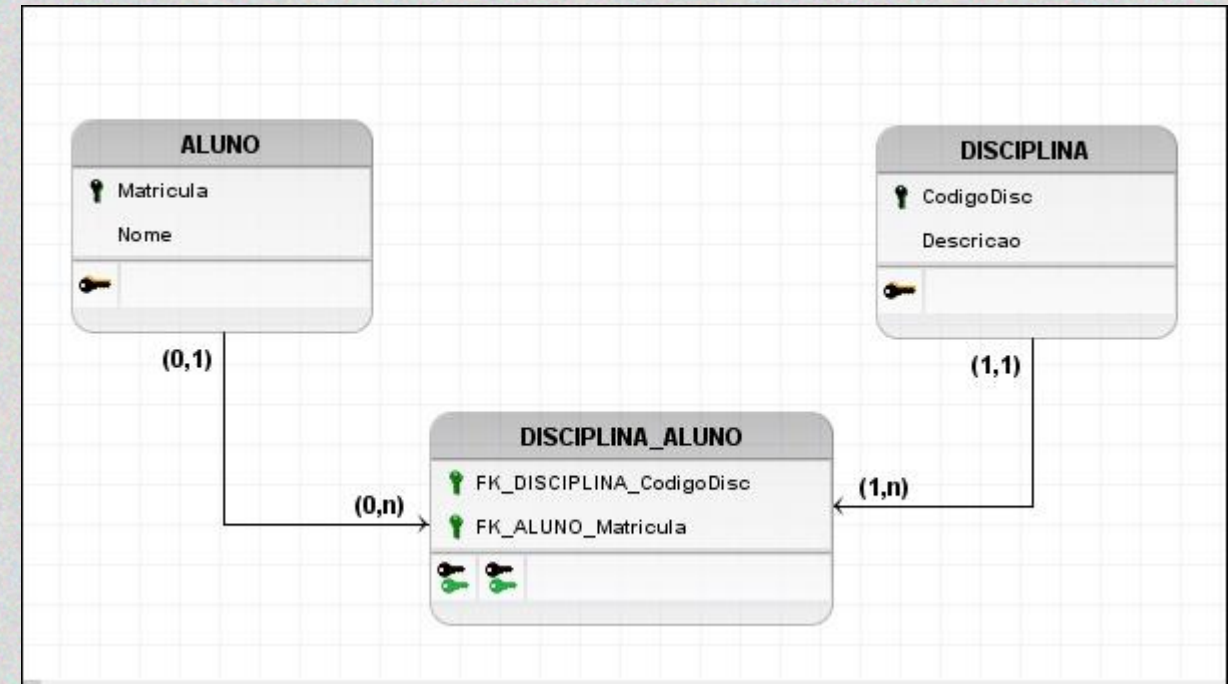 ALUNO
Matricula
Nome
(0,1)
DISCIPLINA
CodigoDisc
Descricao
(1,1)
DISCIPLINA_ALUNO
FK_DISCIPLINA_CodigoDisc
FK_ALUNO_Matricula
(0,n)
(1,n)